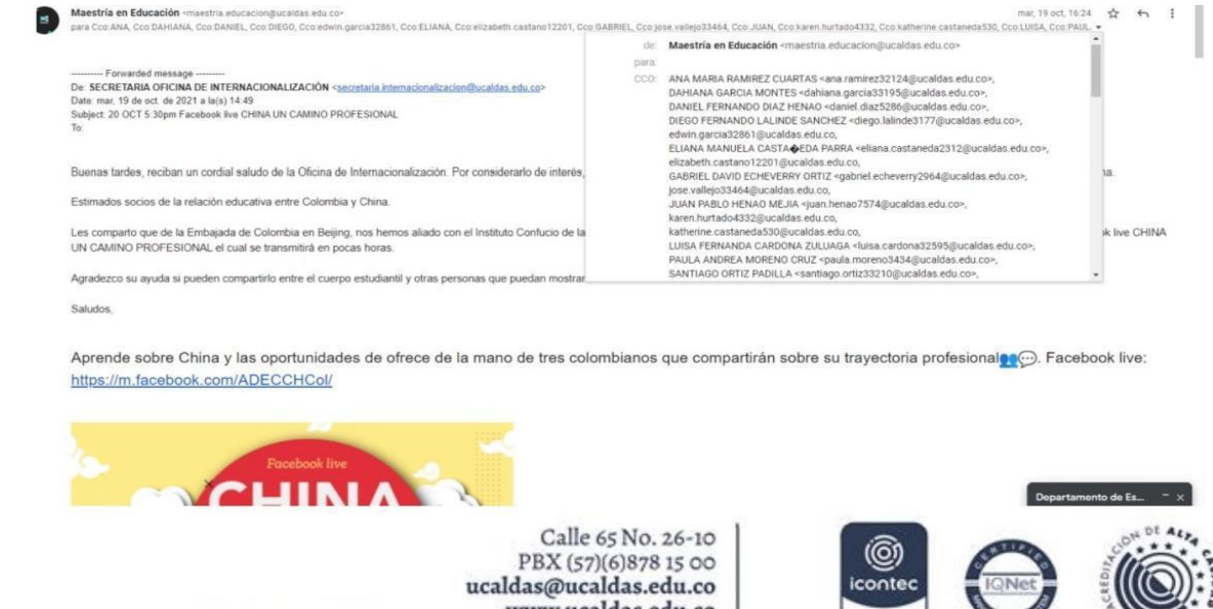 Maestría en Educación <maestria.educacion@ucaldas.edu.co>
mar, 19 oct, 16:24
para Cco:ANA, Cco:DAHIANA, Cco:DANIEL, Cco:DIEGO, Cco:edwin.garcia32861, Cco:ELIANA, Cco:elizabeth.castano12201, Cco:GABRIEL, Cco:jose.vallejo33464, Cco:JUAN, Cco:karen.hurtado4332, Cco:katherine.castaneda530, Cco:LUISA, Cco:PAUL.
de: Maestría en Educación <maestria.educacion@ucaldas.edu.co>
para:
CCO: ANA MARIA RAMIREZ CUARTAS <ana.ramirez32124@ucaldas.edu.co>,
DAHIANA GARCIA MONTES <dahiana.garcia33195@ucaldas.edu.co>,
DANIEL FERNANDO DIAZ HENAO <daniel.diaz5286@ucaldas.edu.co>,
DIEGO FERNANDO LALINDE SANCHEZ <diego.lalinde3177@ucaldas.edu.co>,
edwin.garcia32861@ucaldas.edu.co,
ELIANA MANUELA CASTA�EDA PARRA <eliana.castaneda2312@ucaldas.edu.co>,
elizabeth.castano12201@ucaldas.edu.co,
GABRIEL DAVID ECHEVERRY ORTIZ <gabriel.echeverry2964@ucaldas.edu.co>,
jose.vallejo33464@ucaldas.edu.co,
JUAN PABLO HENAO MEJIA <juan.henao7574@ucaldas.edu.co>,
karen.hurtado4332@ucaldas.edu.co,
katherine.castaneda530@ucaldas.edu.co,
LUISA FERNANDA CARDONA ZULUAGA <luisa.cardona32595@ucaldas.edu.co>,
PAULA ANDREA MORENO CRUZ <paula.moreno3434@ucaldas.edu.co>,
SANTIAGO ORTIZ PADILLA <santiago.ortiz33210@ucaldas.edu.co>,
---------- Forwarded message ---------
De: SECRETARIA OFICINA DE INTERNACIONALIZACIÓN <secretaria.internacionalizacion@ucaldas.edu.co>
Date: mar, 19 de oct. de 2021 a la(s) 14:49
Subject: 20 OCT 5:30pm Facebook live CHINA UN CAMINO PROFESIONAL
To:
Buenas tardes, reciban un cordial saludo de la Oficina de Internacionalización. Por considerarlo de interés,
Estimados socios de la relación educativa entre Colombia y China.
Les comparto que de la Embajada de Colombia en Beijing, nos hemos aliado con el Instituto Confucio de la
live CHINA
UN CAMINO PROFESIONAL el cual se transmitirá en pocas horas.
Agradezco su ayuda si pueden compartirlo entre el cuerpo estudiantil y otras personas que puedan mostrar
Saludos,
Aprende sobre China y las oportunidades de ofrece de la mano de tres colombianos que compartirán sobre su trayectoria profesional👥💬. Facebook live:
https://m.facebook.com/ADECCHCol/
Facebook live
CHINA
Departamento de Es...
Calle 65 No. 26-10
PBX (57)(6)878 15 00
ucaldas@ucaldas.edu.co
www.ucaldas.edu.co
icontec
CERTIFIED
IQNet
DE ALTA